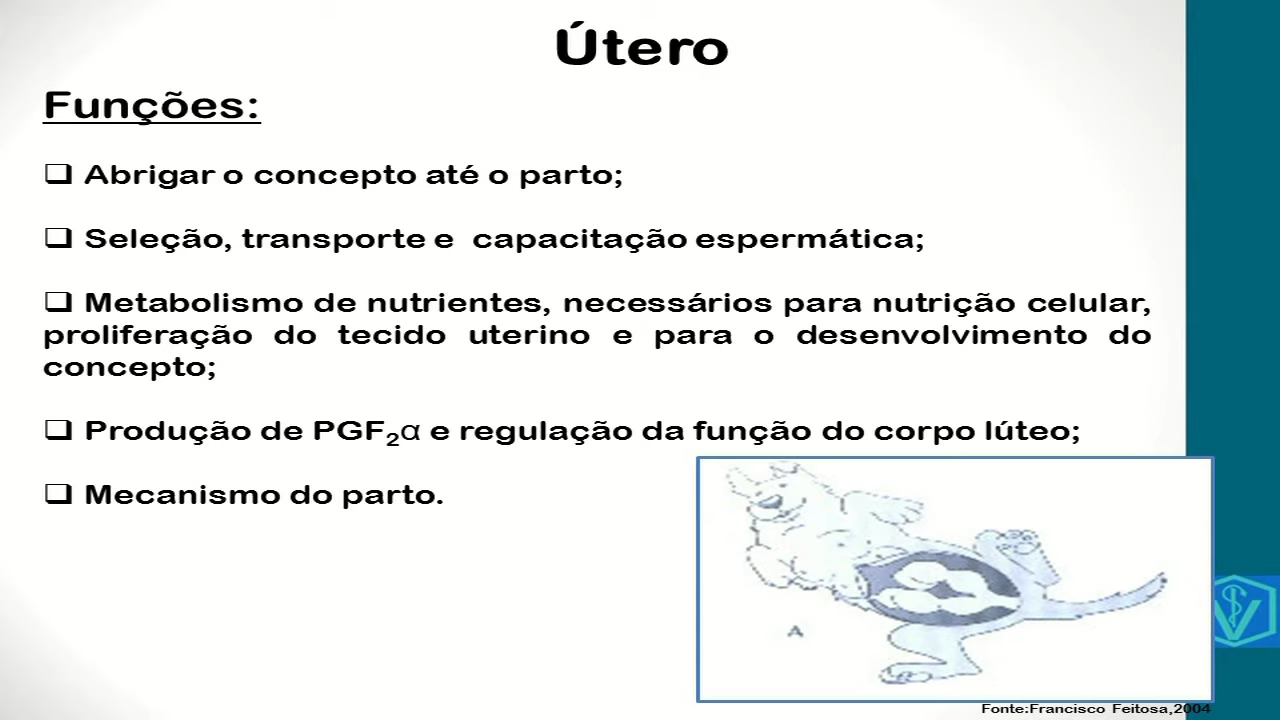 Útero
Funções:
❑ Abrigar o concepto até o parto;
❑ Seleção, transporte e capacitação espermática;
❑ Metabolismo de nutrientes, necessários para nutrição celular,
proliferação do tecido uterino e para o desenvolvimento do
concepto;
❑ Produção de PGF₂α e regulação da função do corpo lúteo;
❑ Mecanismo do parto.
A
V
Fonte:Francisco Feitosa,2004